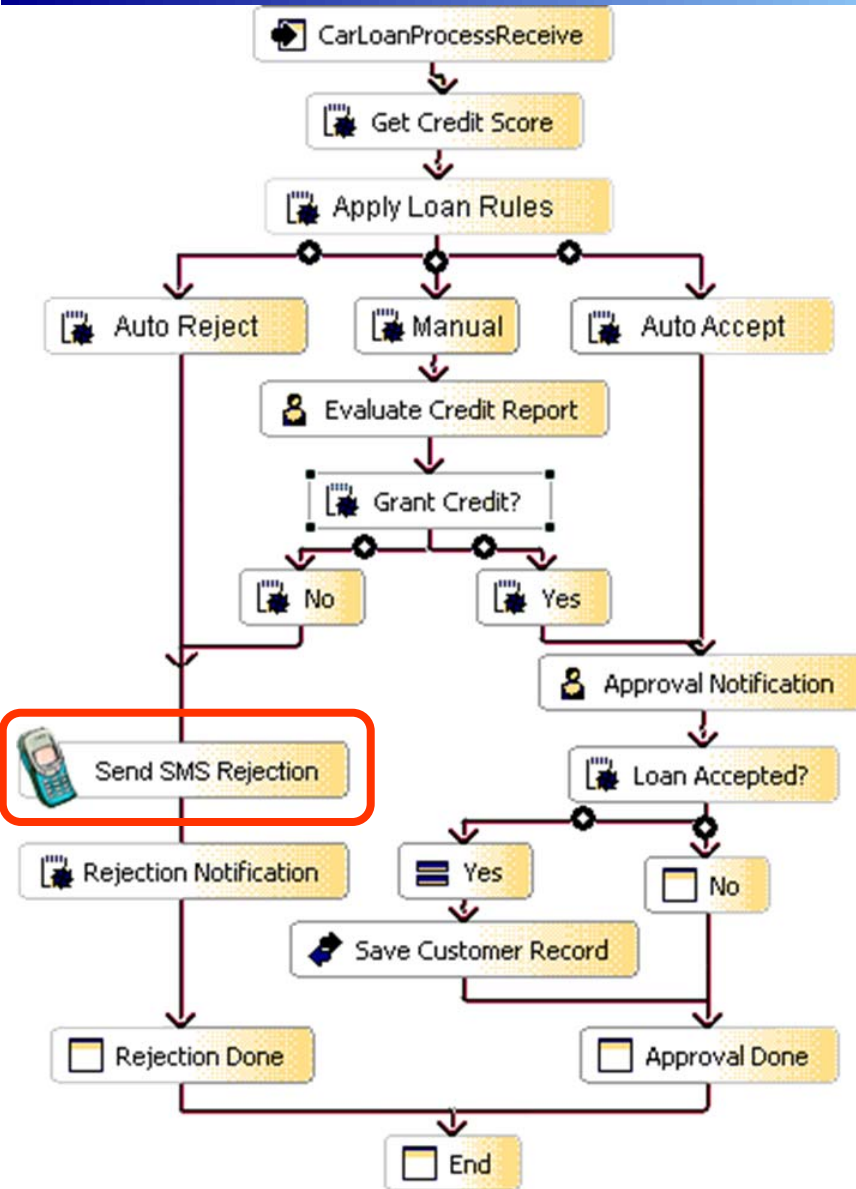 CarLoanProcessReceive
Get Credit Score
Apply Loan Rules
Auto Reject
Manual
Auto Accept
Evaluate Credit Report
Grant Credit?
No
Yes
Approval Notification
Send SMS Rejection
Loan Accepted?
Rejection Notification
Yes
No
Save Customer Record
Rejection Done
Approval Done
End